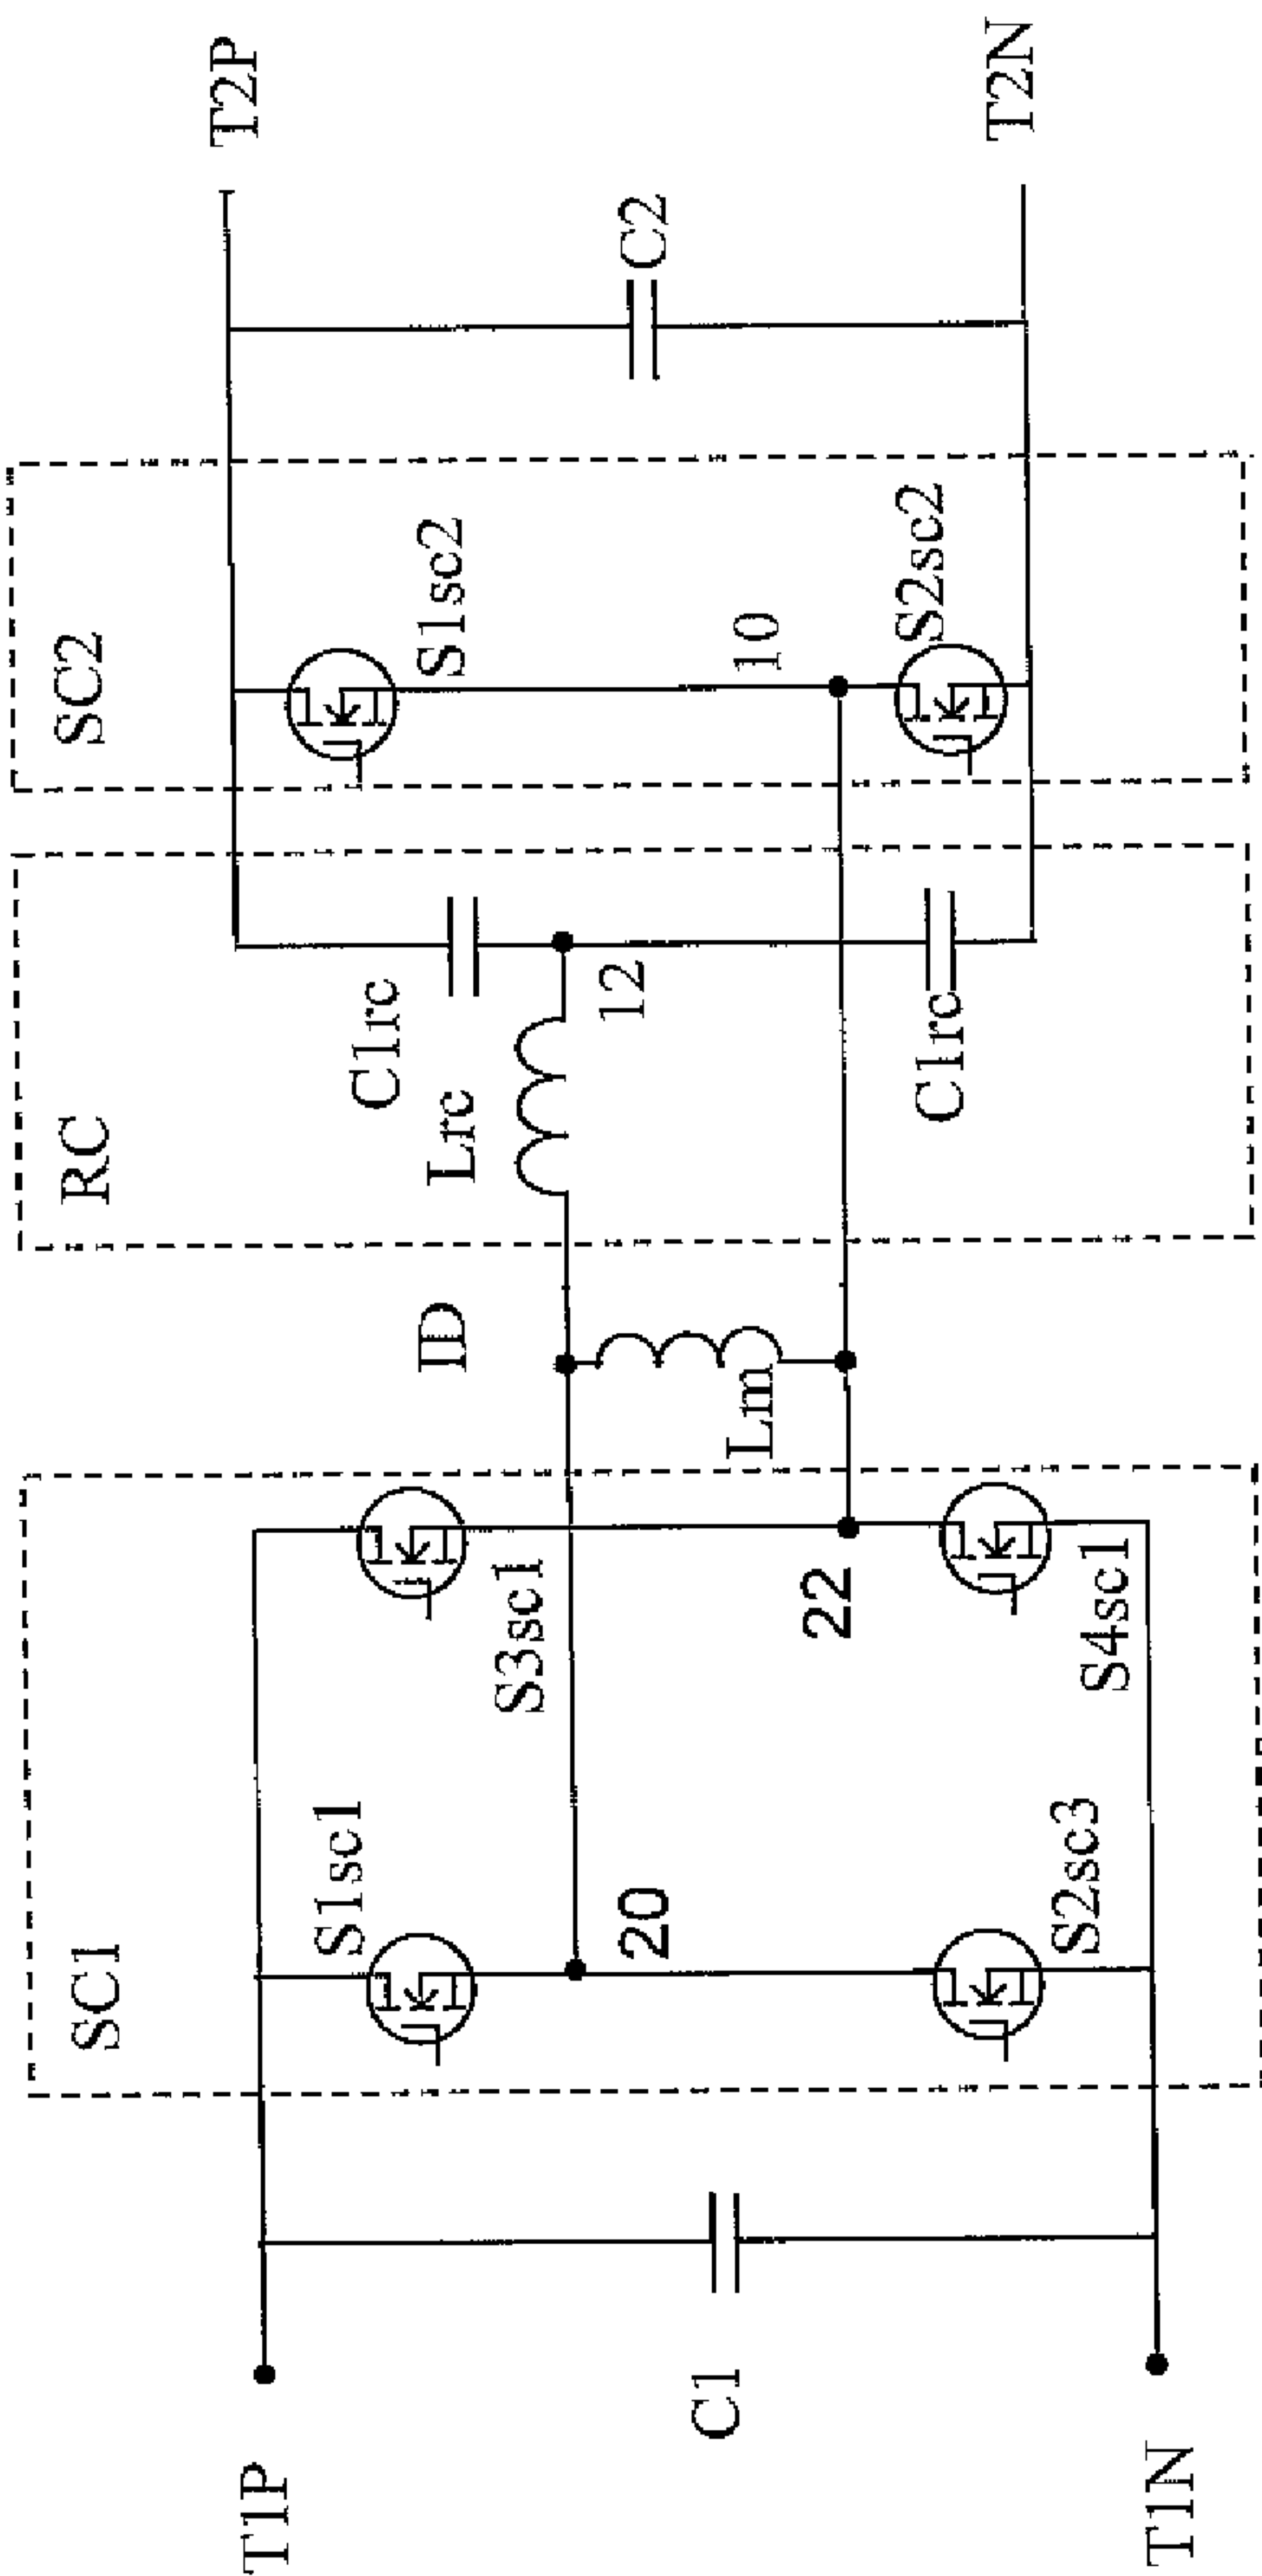 T1P
T1N
C1
SC1
S1sc1
20
S2sc3
S3sc1
22
S4sc1
ID
Lm
RC
Lrc
C1rc
12
C1rc
SC2
S1sc2
10
S2sc2
C2
T2P
T2N